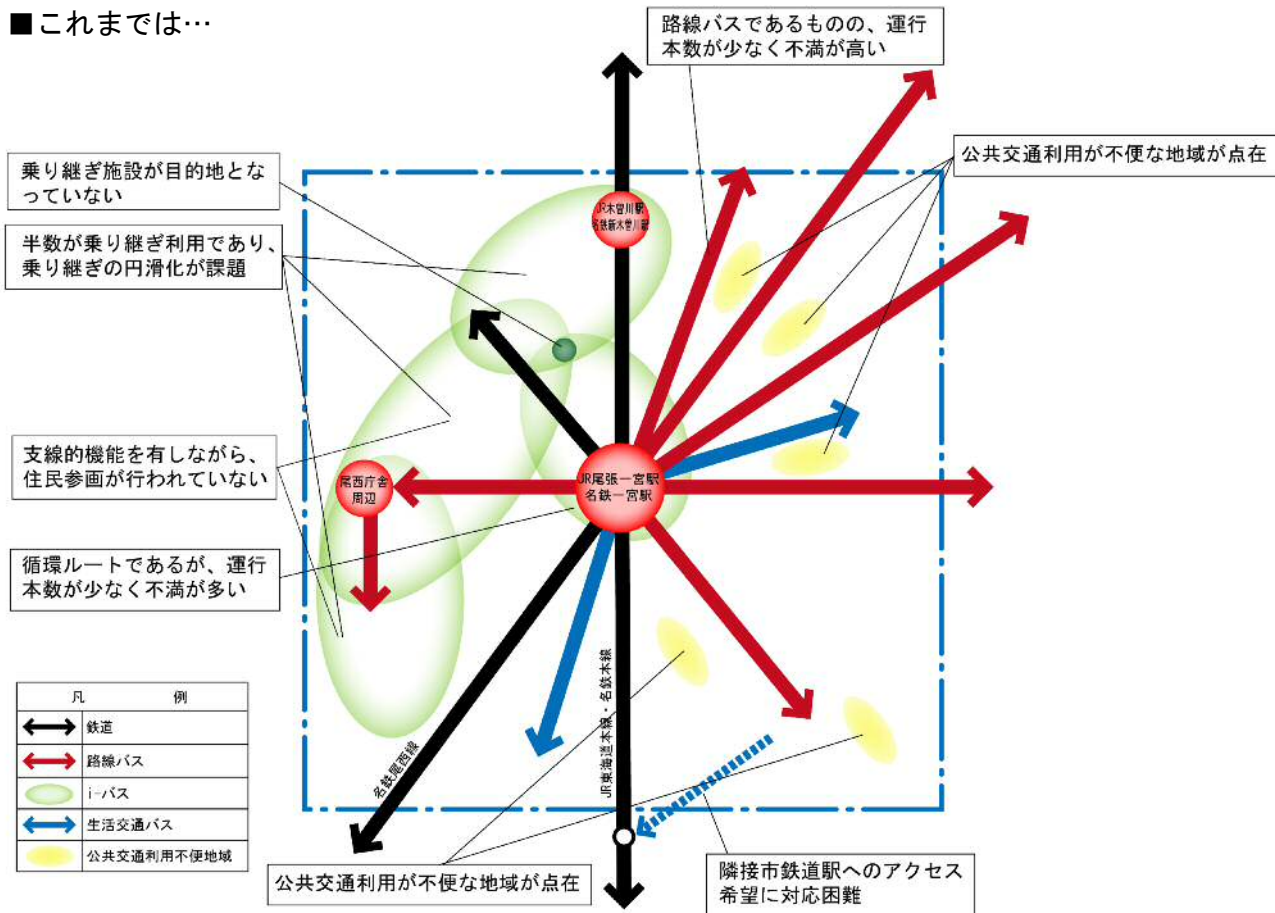 ■これまでは…
路線バスであるものの、運行
本数が少なく不満が高い
公共交通利用が不便な地域が点在
乗り継ぎ施設が目的地とな
っていない
半数が乗り継ぎ利用であり、
乗り継ぎの円滑化が課題
JR木曽川駅
名鉄新木曽川駅
支線的機能を有しながら、
住民参画が行われていない
尾西庁舎
周辺
JR尾張一宮駅
名鉄一宮駅
循環ルートであるが、運行
本数が少なく不満が多い
凡 例
鉄道
路線バス
i-バス
生活交通バス
公共交通利用不便地域
名鉄尾西線
JR東海道本線・名鉄本線
公共交通利用が不便な地域が点在
隣接市鉄道駅へのアクセス
希望に対応困難